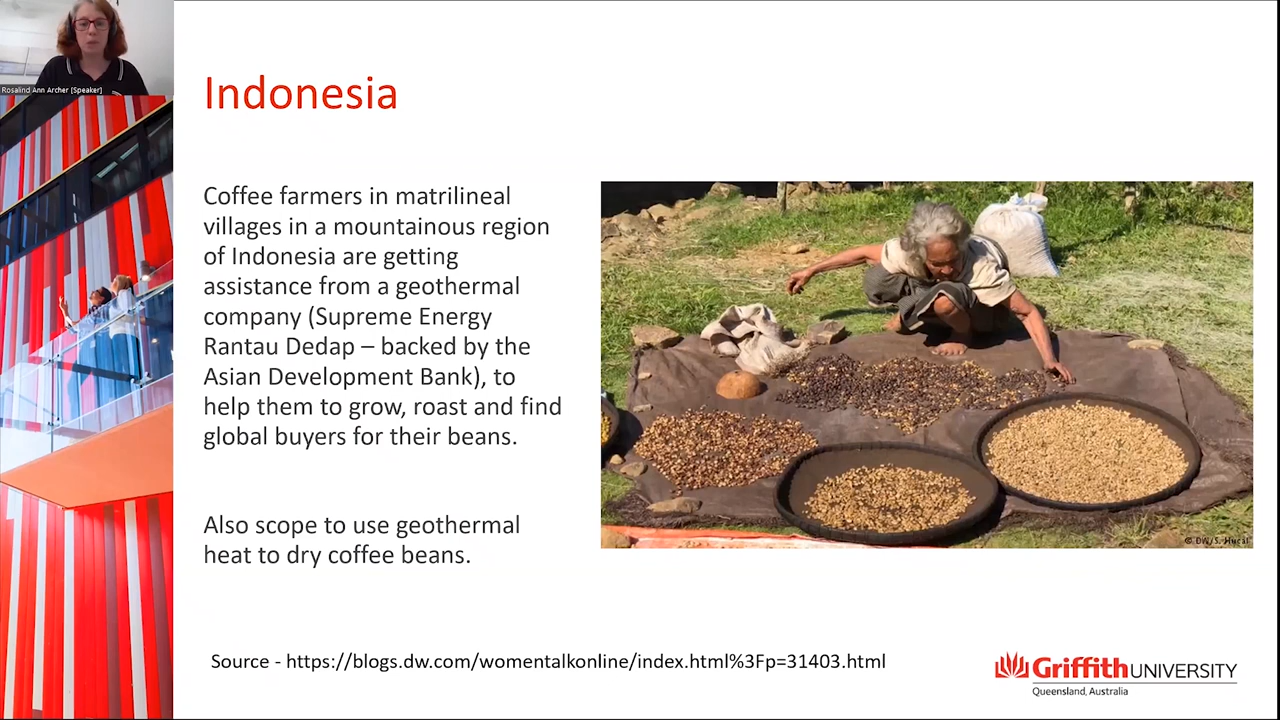 Rosalind Ann Archer [Speaker]
Indonesia
Coffee farmers in matrilineal
villages in a mountainous region
of Indonesia are getting
assistance from a geothermal
company (Supreme Energy
Rantau Dedap – backed by the
Asian Development Bank), to
help them to grow, roast and find
global buyers for their beans.
Also scope to use geothermal
heat to dry coffee beans.
© DW/S. Hucal
Source - https://blogs.dw.com/womentalkonline/index.html%3Fp=31403.html
Griffith UNIVERSITY
Queensland, Australia